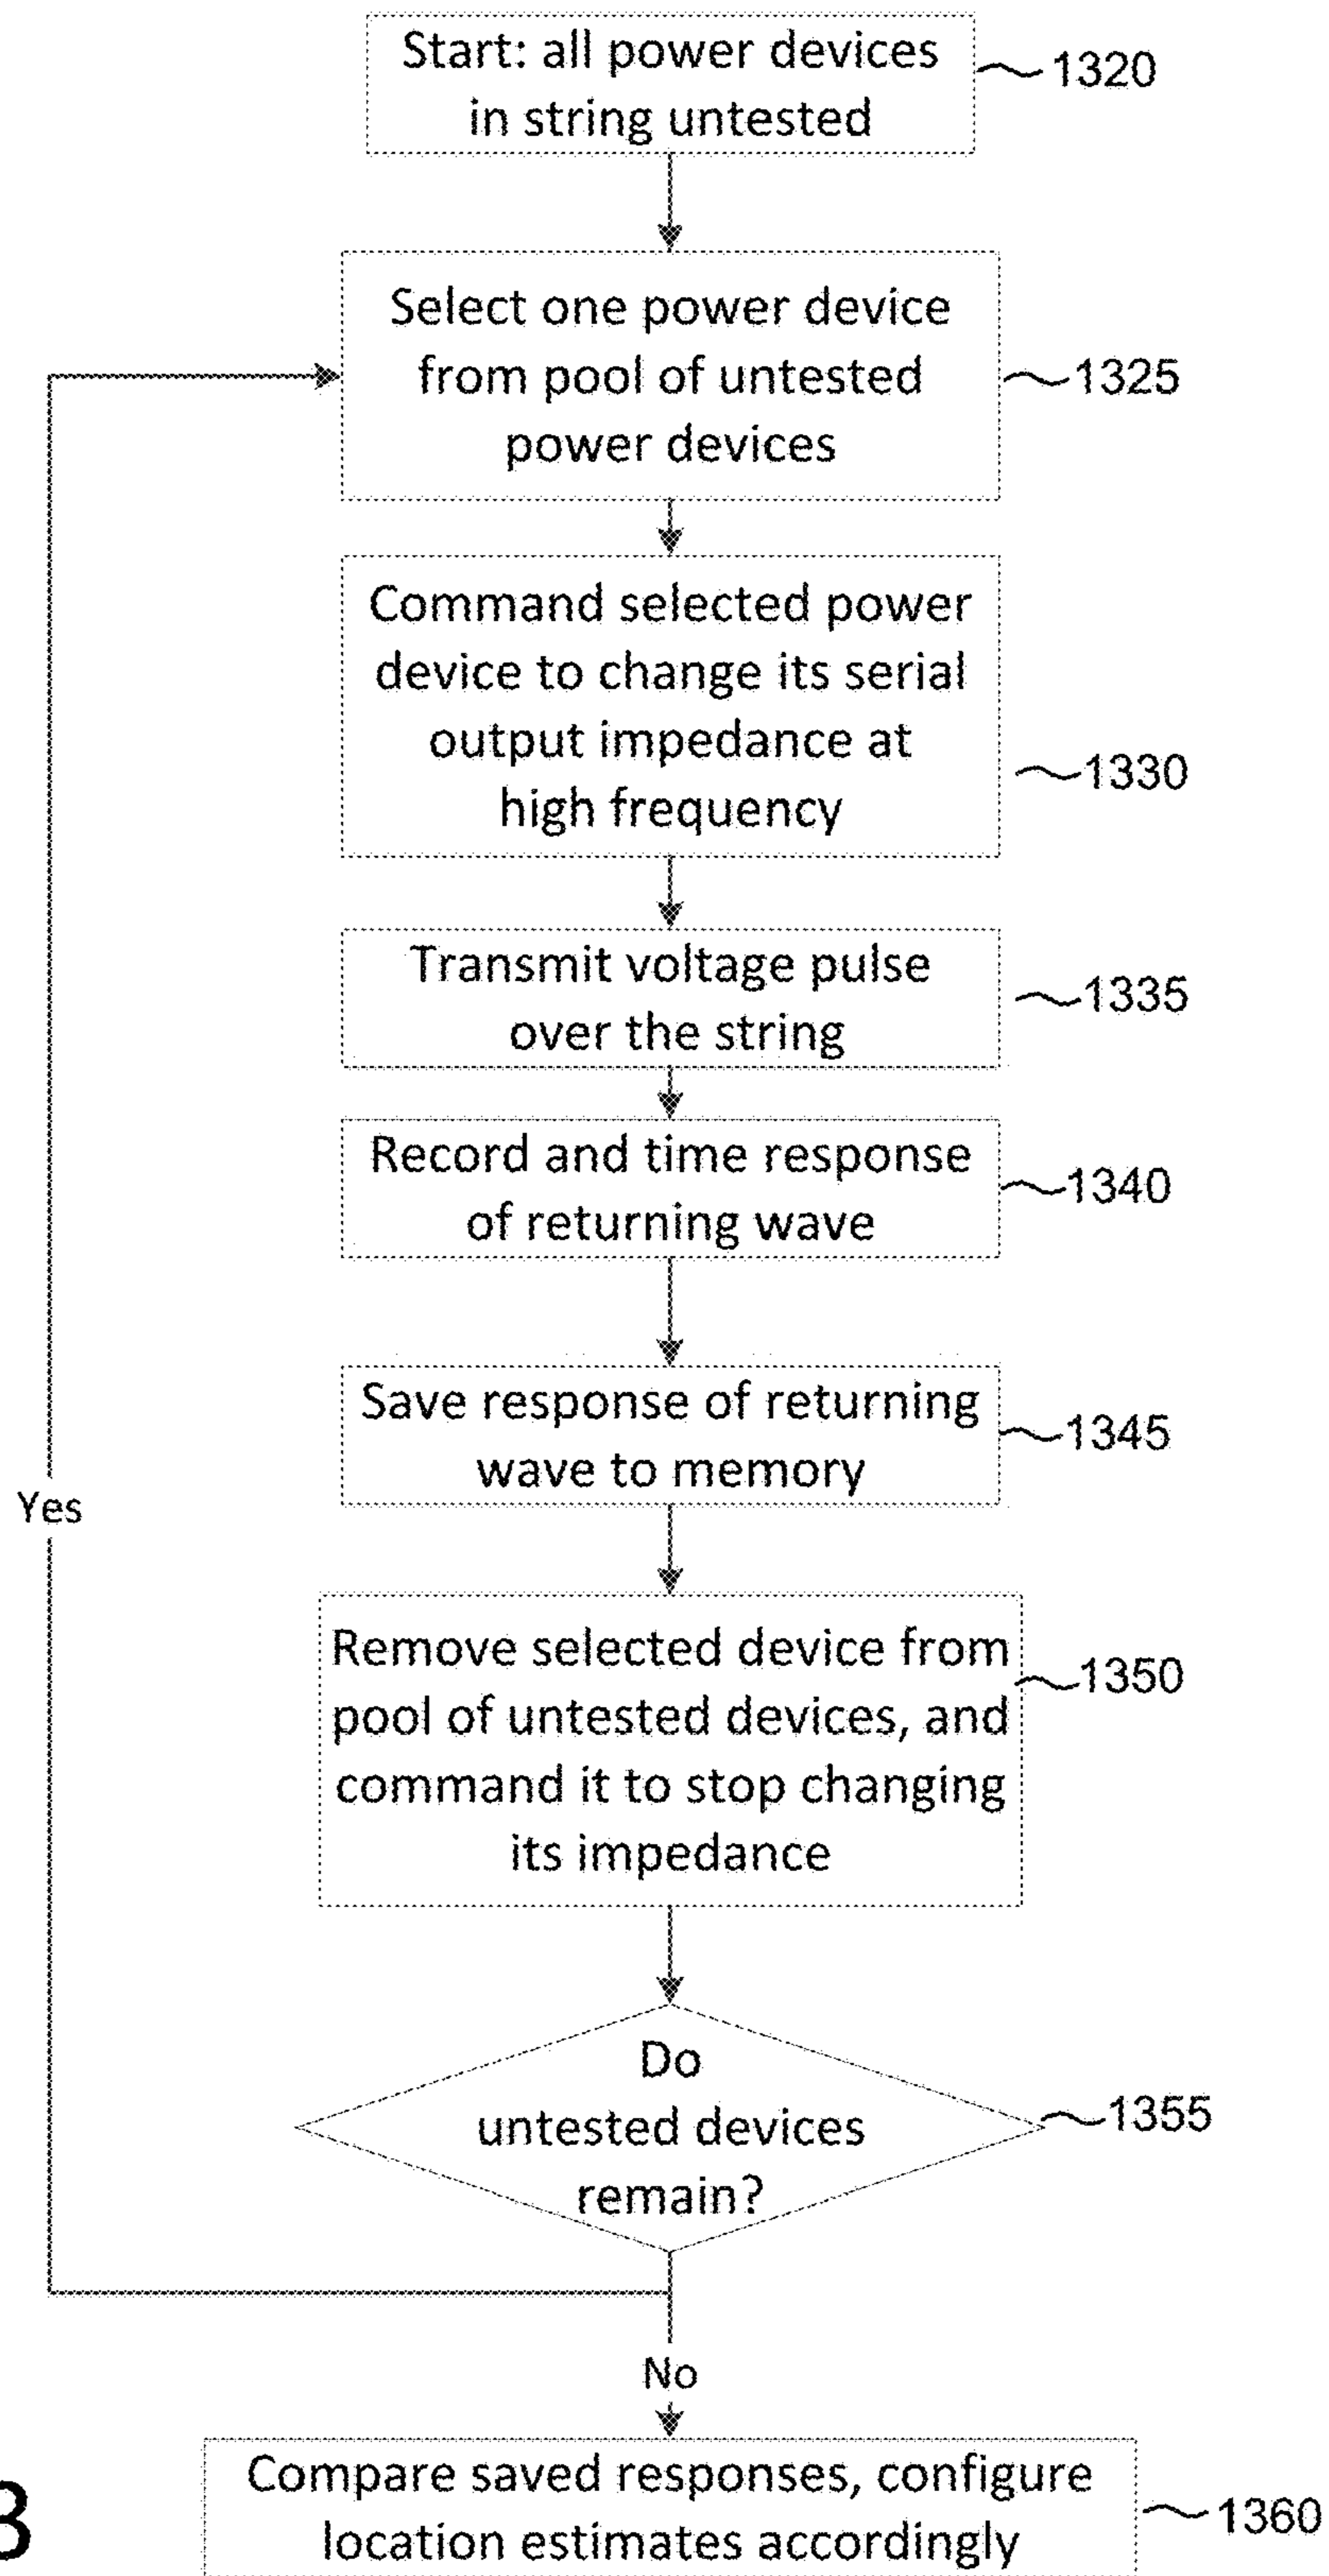 Start: all power devices
in string untested
1320
Select one power device
from pool of untested
power devices
1325
Command selected power
device to change its serial
output impedance at
high frequency
1330
Transmit voltage pulse
over the string
1335
Record and time response
of returning wave
1340
Save response of returning
wave to memory
1345
Yes
Remove selected device from
pool of untested devices, and
command it to stop changing
its impedance
1350
Do
untested devices
remain?
1355
No
Compare saved responses, configure
location estimates accordingly
1360